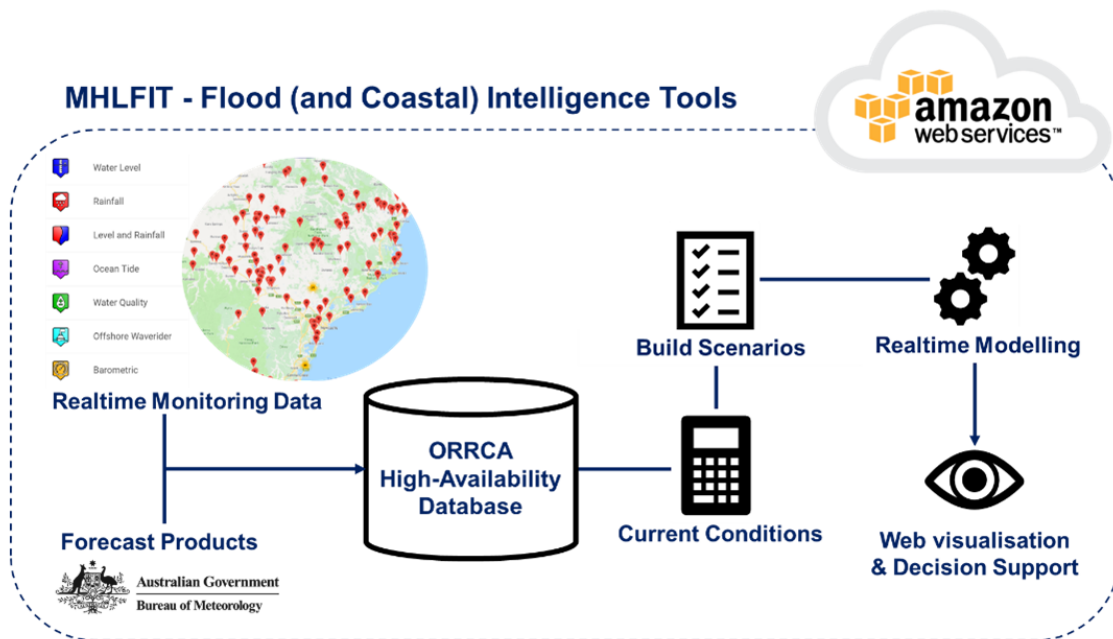 MHLFIT - Flood (and Coastal) Intelligence Tools
amazon
web services™
Water Level
Rainfall
Level and Rainfall
Ocean Tide
Water Quality
Offshore Waverider
Barometric
Realtime Monitoring Data
Forecast Products
Australian Government
Bureau of Meteorology
ORRCA
High-Availability
Database
Build Scenarios
Current Conditions
Realtime Modelling
Web visualisation
& Decision Support